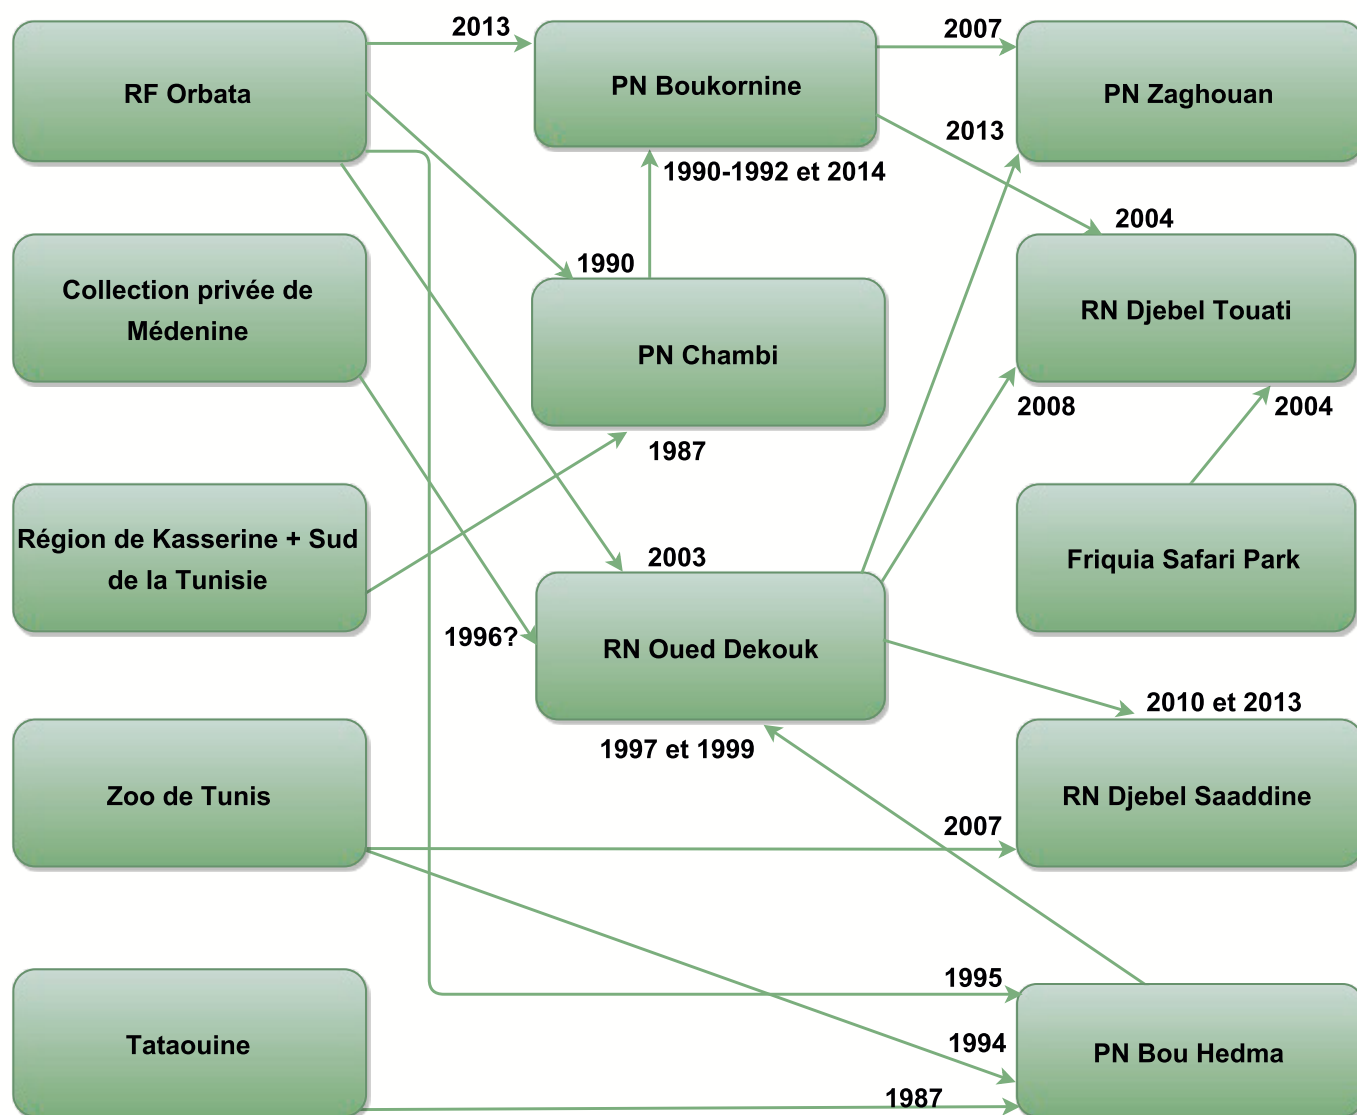 2013
2007
RF Orbata
PN Boukornine
PN Zaghouan
2013
1990-1992 et 2014
2004
Collection privée de
Médenine
1990
RN Djebel Touati
PN Chambi
2008
2004
1987
Région de Kasserine + Sud
de la Tunisie
2003
Friquia Safari Park
1996?
RN Oued Dekouk
2010 et 2013
1997 et 1999
Zoo de Tunis
RN Djebel Saaddine
2007
1995
Tataouine
1994
PN Bou Hedma
1987